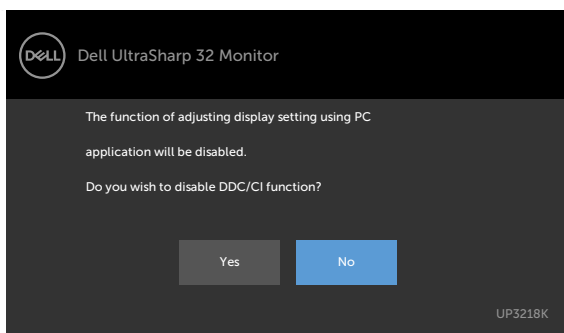 DELL Dell UltraSharp 32 Monitor
The function of adjusting display setting using PC
application will be disabled.
Do you wish to disable DDC/CI function?
Yes No
UP3218K